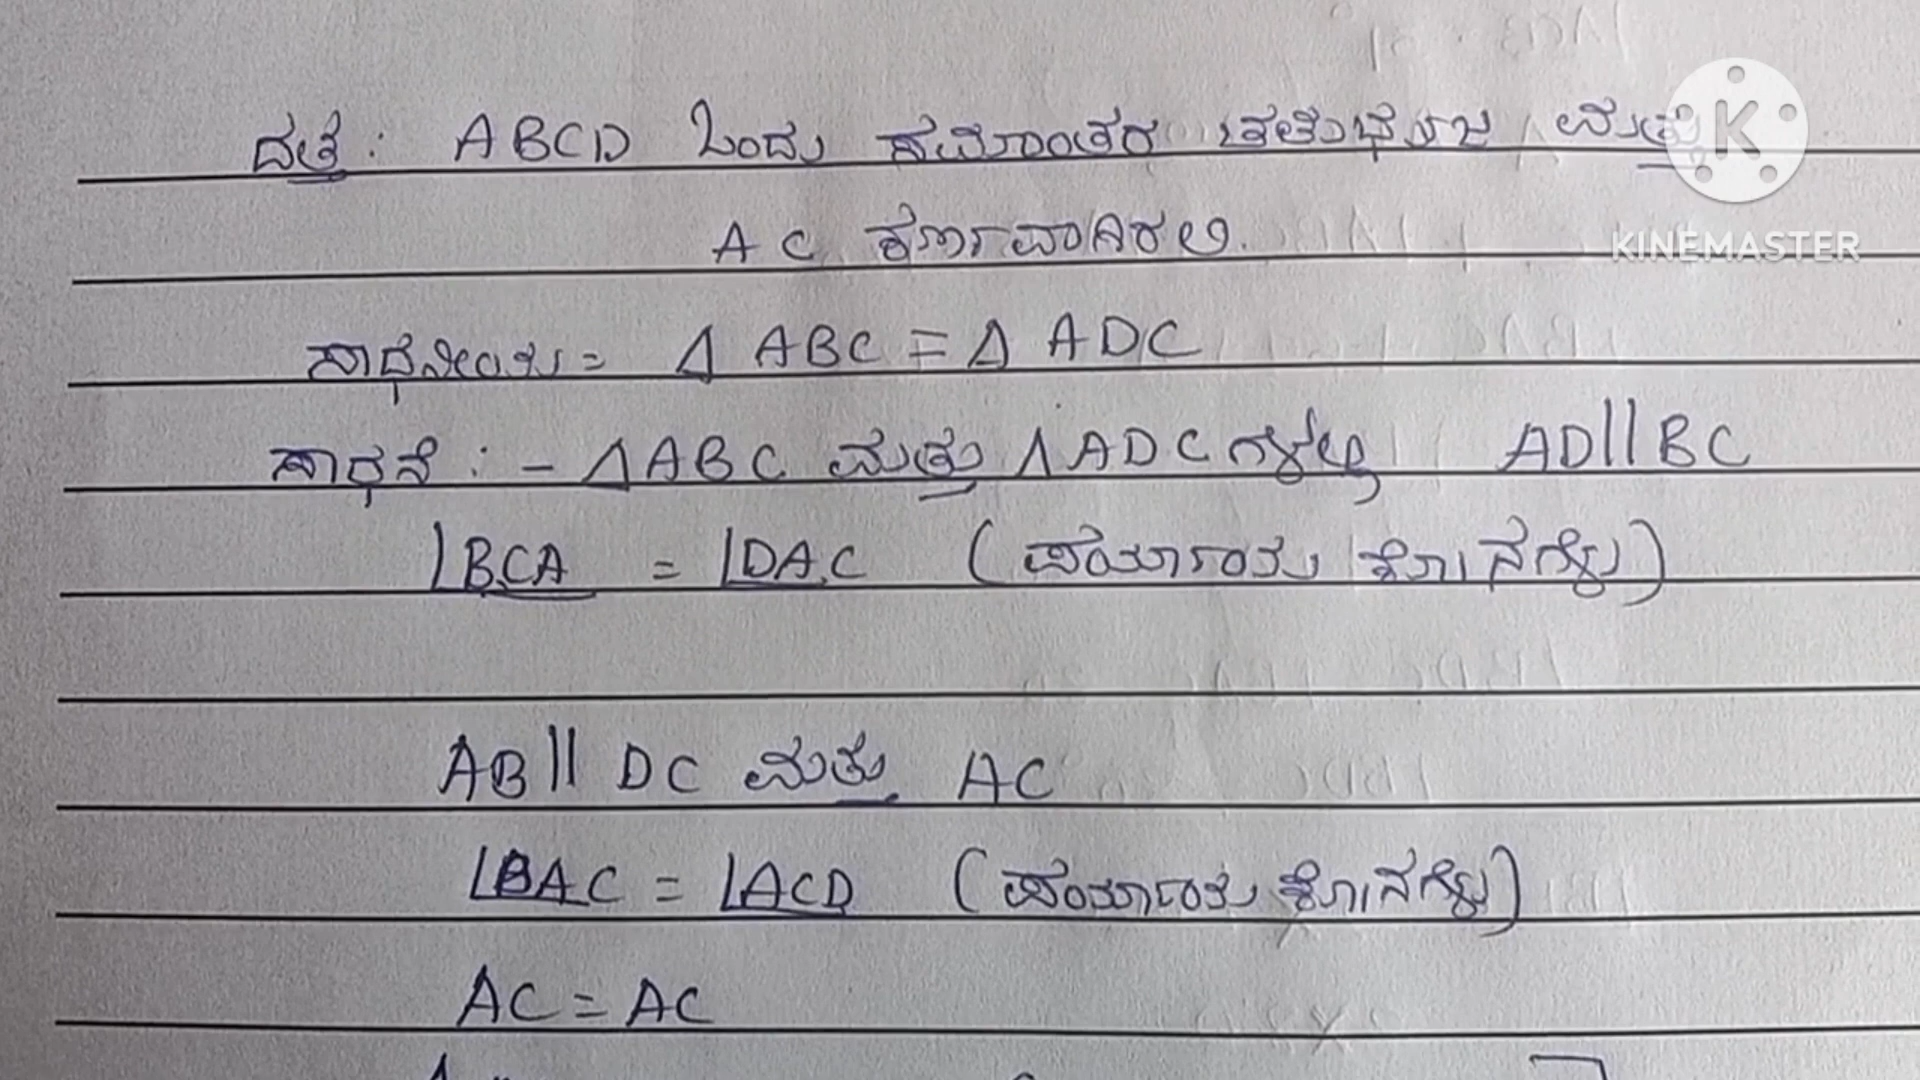 ದತ್ತ : ABCD ಒಂದು ಸಮಾಂತರ ಚತುರ್ಭುಜ ಮತ್ತು
AC ಕರ್ಣವಾಗಿರಲಿ.
ಸಾಧನೀಯ = Δ ABC = Δ ADC
ಸಾಧನೆ : - Δ ABC ಮತ್ತು Δ ADC ಗಳಲ್ಲಿ AD||BC
∠BCA = ∠DAC (ಪರ್ಯಾಯ ಕೋನಗಳು)
AB || DC ಮತ್ತು AC
∠BAC = ∠ACD (ಪರ್ಯಾಯ ಕೋನಗಳು)
AC = AC
K
KINEMASTER